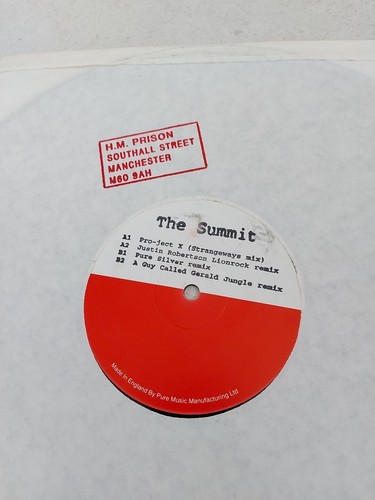 H.M. PRISON
SOUTHALL STREET
MANCHESTER
M60 9AH
The Summit
A1 Pro-ject X (Strangeways mix)
A2 Justin Robertson Lionrock remix
B1 Pure Silver remix
B2 A Guy Called Gerald Jungle remix
Made in England By Pure Music Manufacturing Ltd